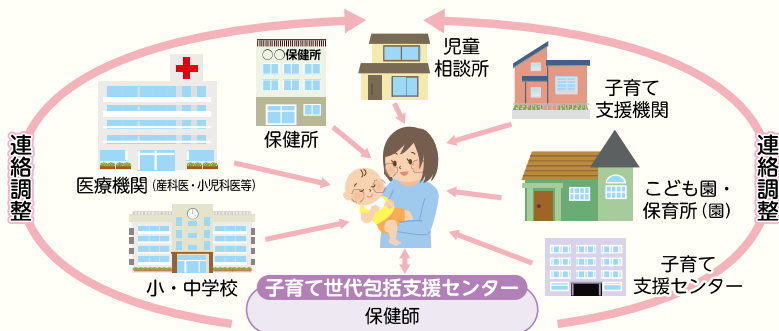 児童
相談所
〇〇保健所
保健所
子育て
支援機関
医療機関(産科医・小児科医等)
連絡調整
連絡調整
こども園・
保育所(園)
小・中学校
子育て
支援センター
子育て世代包括支援センター
保健師